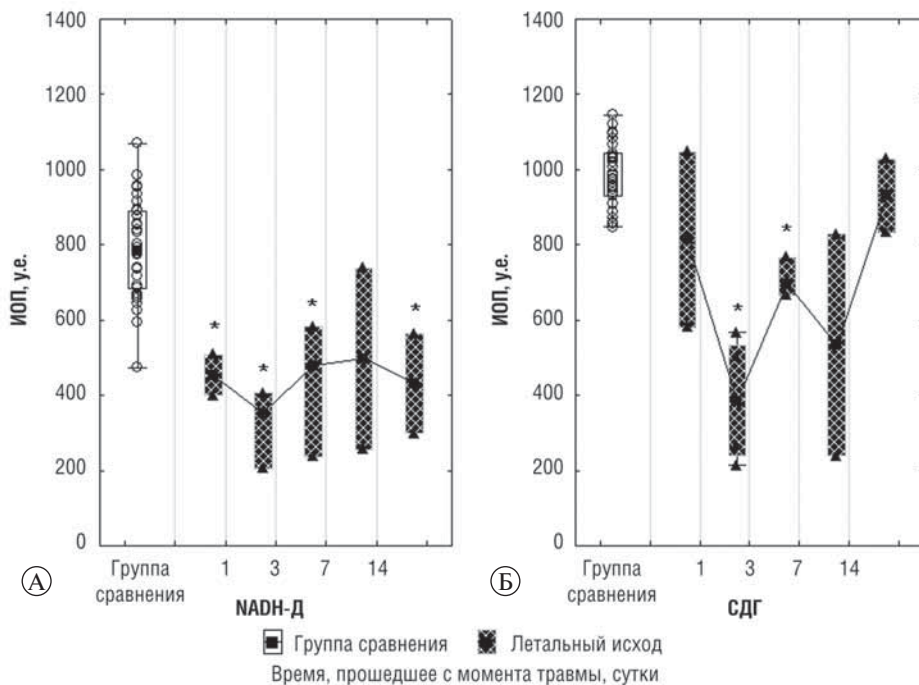 1400
1200
1000
800
600
400
200
0
ИОП, у.е.
* * * *
Группа сравнения
1 3 7 14
А
NADH-Д
1400
1200
1000
800
600
400
200
0
ИОП, у.е.
* *
Группа сравнения
1 3 7 14
Б
СДГ
Группа сравнения Летальный исход
Время, прошедшее с момента травмы, сутки